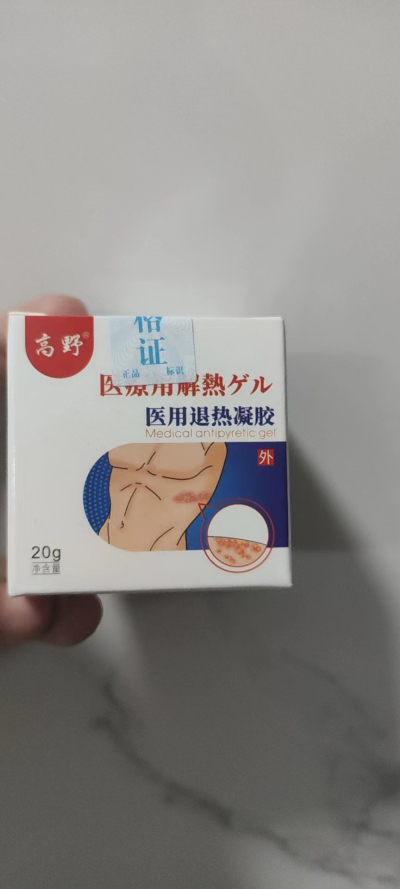 格
证
正品 标识
高野®
医療用解熱ゲル
医用退热凝胶
Medical antipyretic gel
外
20g
净含量